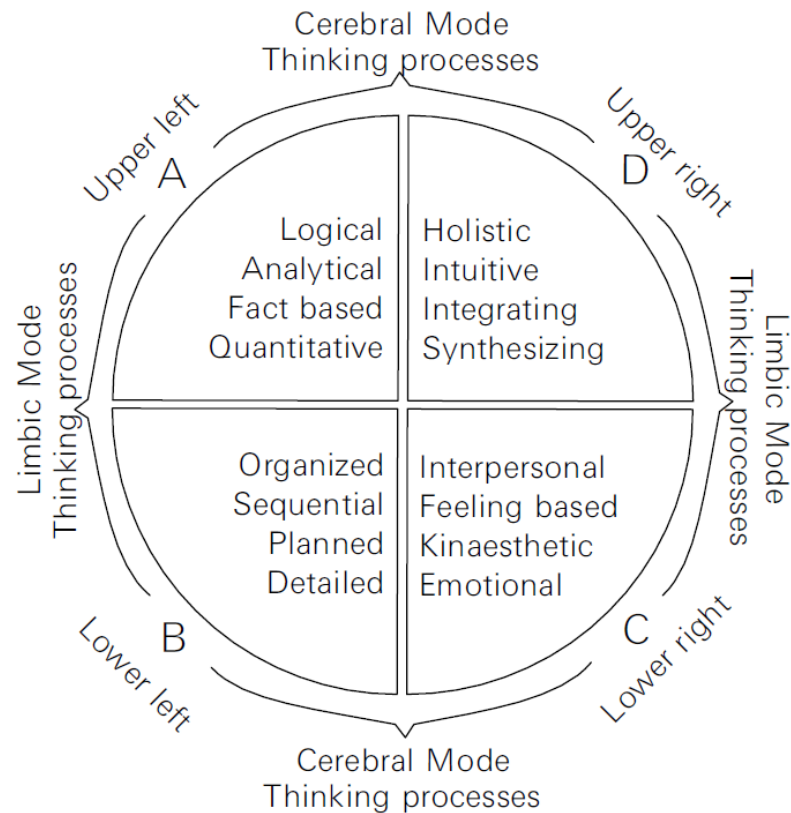 Cerebral Mode
Thinking processes
Upper left
A
Upper right
D
Logical
Analytical
Fact based
Quantitative
Holistic
Intuitive
Integrating
Synthesizing
Limbic Mode
Thinking processes
Limbic Mode
Thinking processes
Organized
Sequential
Planned
Detailed
Interpersonal
Feeling based
Kinaesthetic
Emotional
B
Lower left
C
Lower right
Cerebral Mode
Thinking processes